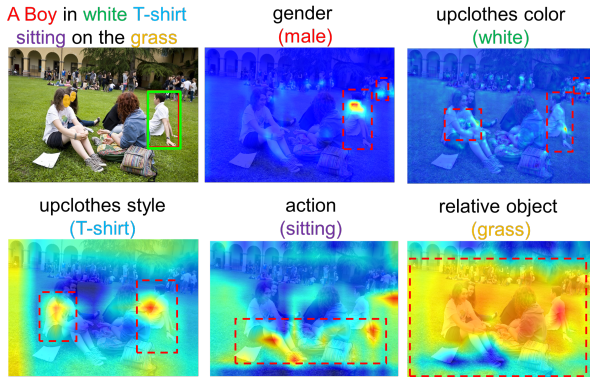 A Boy in white T-shirt
sitting on the grass
gender
(male)
upclothes color
(white)
upclothes style
(T-shirt)
action
(sitting)
relative object
(grass)